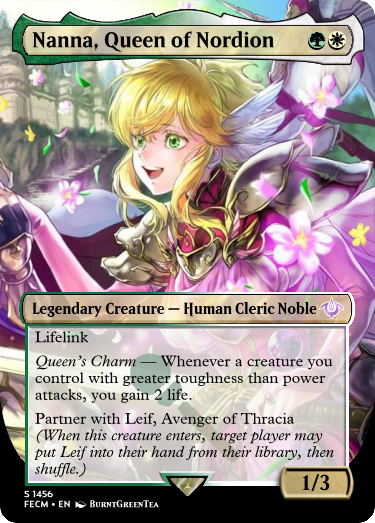 Nanna, Queen of Nordion
Legendary Creature — Human Cleric Noble
Lifelink
Queen's Charm — Whenever a creature you
control with greater toughness than power
attacks, you gain 2 life.
Partner with Leif, Avenger of Thracia
(When this creature enters, target player may
put Leif into their hand from their library, then
shuffle.)
1/3
S 1456
FECM • EN BurntGreenTea